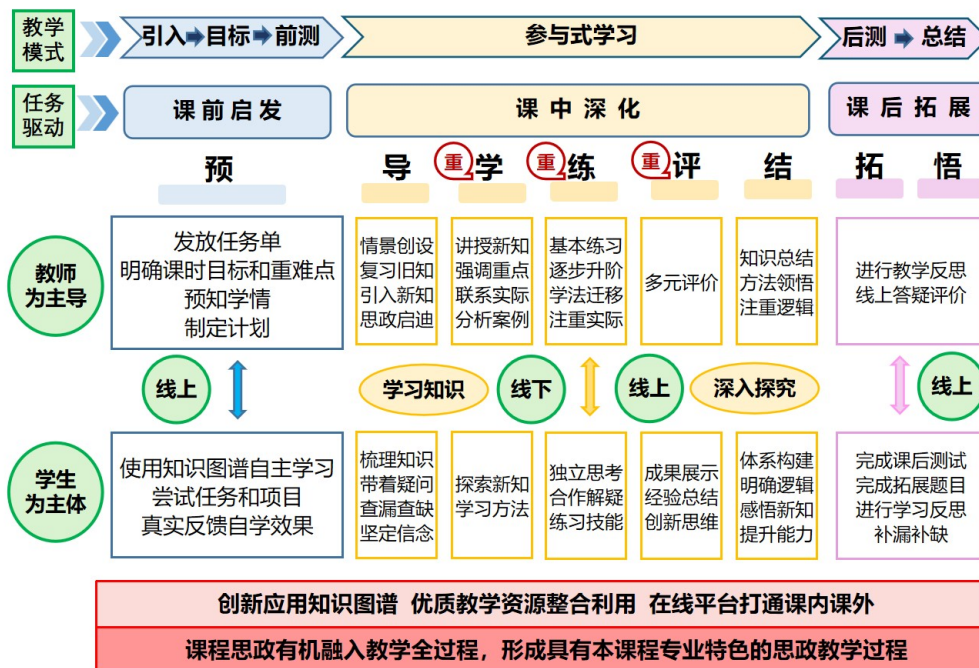 教学
模式
引入 目标 前测
参与式学习
后测 总结
任务
驱动
课前启发
课中深化
课后拓展
预
导
重
学
重
练
重
评
结
拓
悟
教师
为主导
发放任务单
明确课时目标和重难点
预知学情
制定计划
情景创设
复习旧知
引入新知
思政启迪
讲授新知
强调重点
联系实际
分析案例
基本练习
逐步升阶
学法迁移
注重实际
多元评价
知识总结
方法领悟
注重逻辑
进行教学反思
线上答疑评价
线上
学习知识
线下
线上
深入探究
线上
学生
为主体
使用知识图谱自主学习
尝试任务和项目
真实反馈自学效果
梳理知识
带着疑问
查漏查缺
坚定信念
探索新知
学习方法
独立思考
合作解疑
练习技能
成果展示
经验总结
创新思维
体系构建
明确逻辑
感悟新知
提升能力
完成课后测试
完成拓展题目
进行学习反思
补漏补缺
创新应用知识图谱 优质教学资源整合利用 在线平台打通课内课外
课程思政有机融入教学全过程，形成具有本课程专业特色的思政教学过程